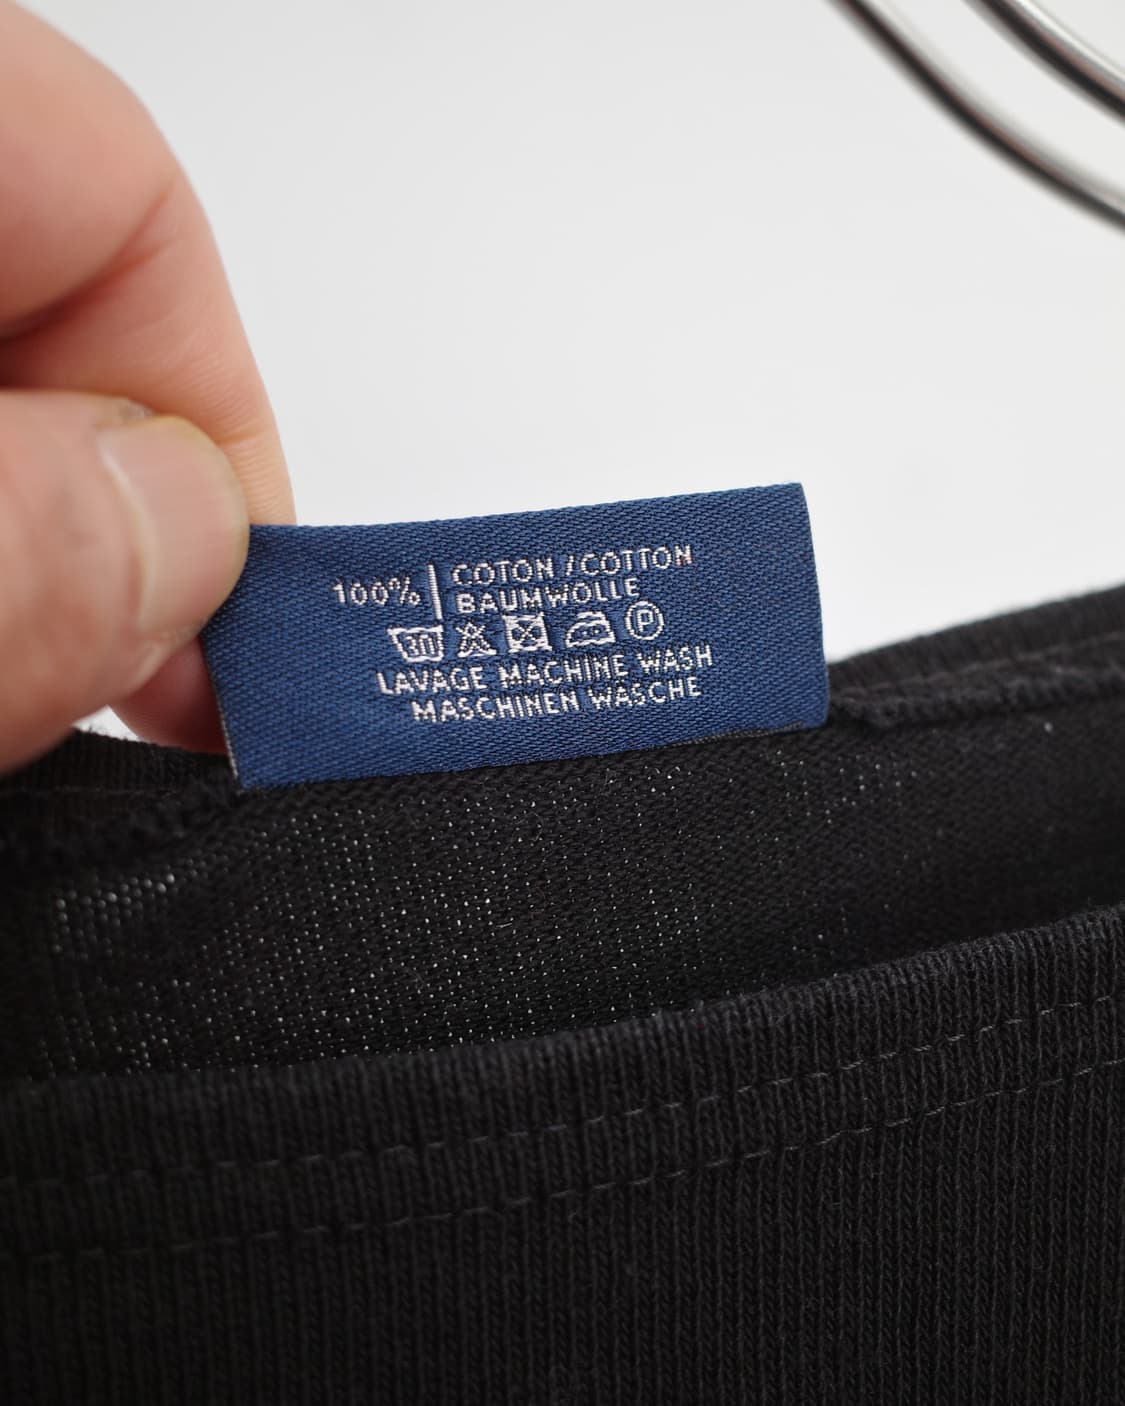 100% COTON / COTTON
BAUMWOLLE
30 P
LAVAGE MACHINE WASH
MASCHINEN WASCHE